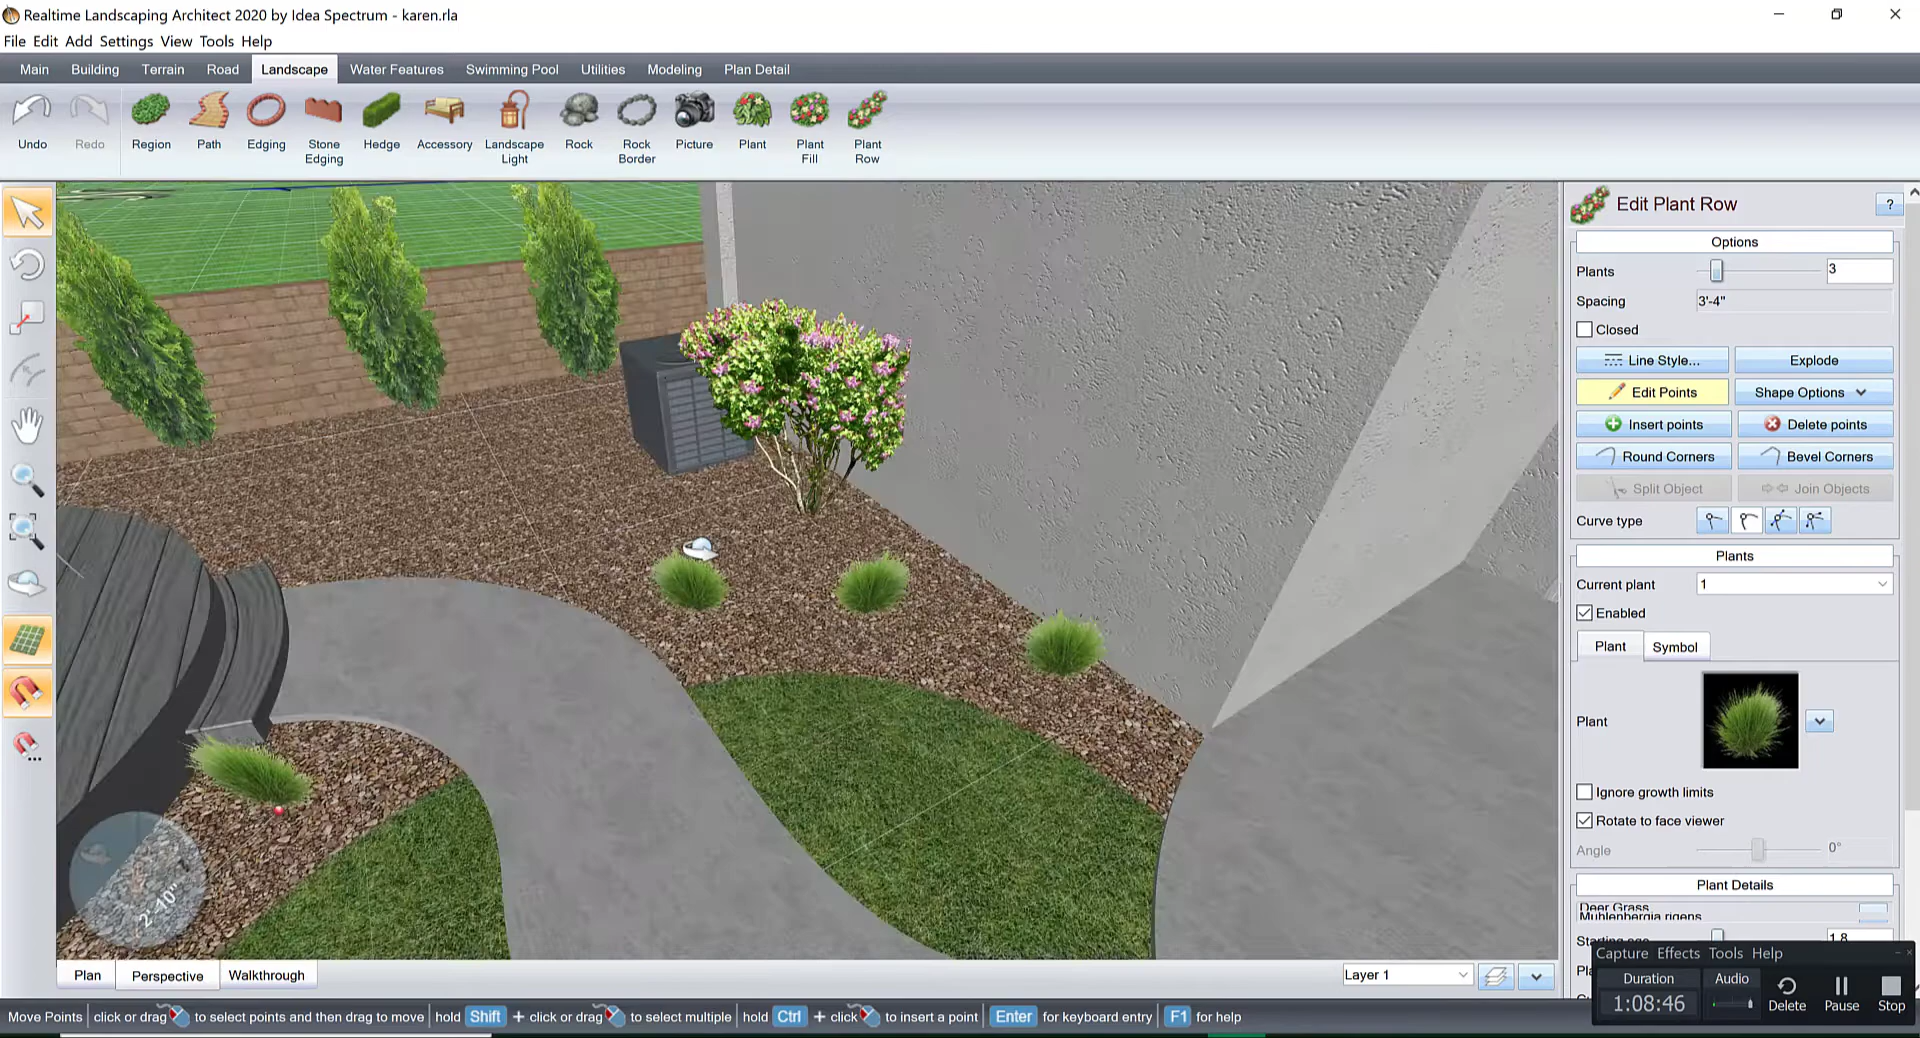 Realtime Landscaping Architect 2020 by Idea Spectrum - karen.rla
File Edit Add Settings View Tools Help
Main Building Terrain Road Landscape Water Features Swimming Pool Utilities Modeling Plan Detail
Undo Redo Region Path Edging Stone Edging Hedge Accessory Landscape Light Rock Rock Border Picture Plant Plant Fill Plant Row
Edit Plant Row ?
Options
Plants 3
Spacing 3'-4"
Closed
Line Style... Explode
Edit Points Shape Options
Insert points Delete points
Round Corners Bevel Corners
Split Object Join Objects
Curve type
Plants
Current plant 1
Enabled
Plant Symbol
Plant
Ignore growth limits
Rotate to face viewer
Angle 0°
Plant Details
Deer Grass
Muhlenbergia rigens
1.8
2'-10"
Capture Effects Tools Help
Duration Audio
1:08:46 Delete Pause Stop
Plan Perspective Walkthrough
Layer 1
Move Points click or drag to select points and then drag to move hold Shift + click or drag to select multiple hold Ctrl + click to insert a point Enter for keyboard entry F1 for help